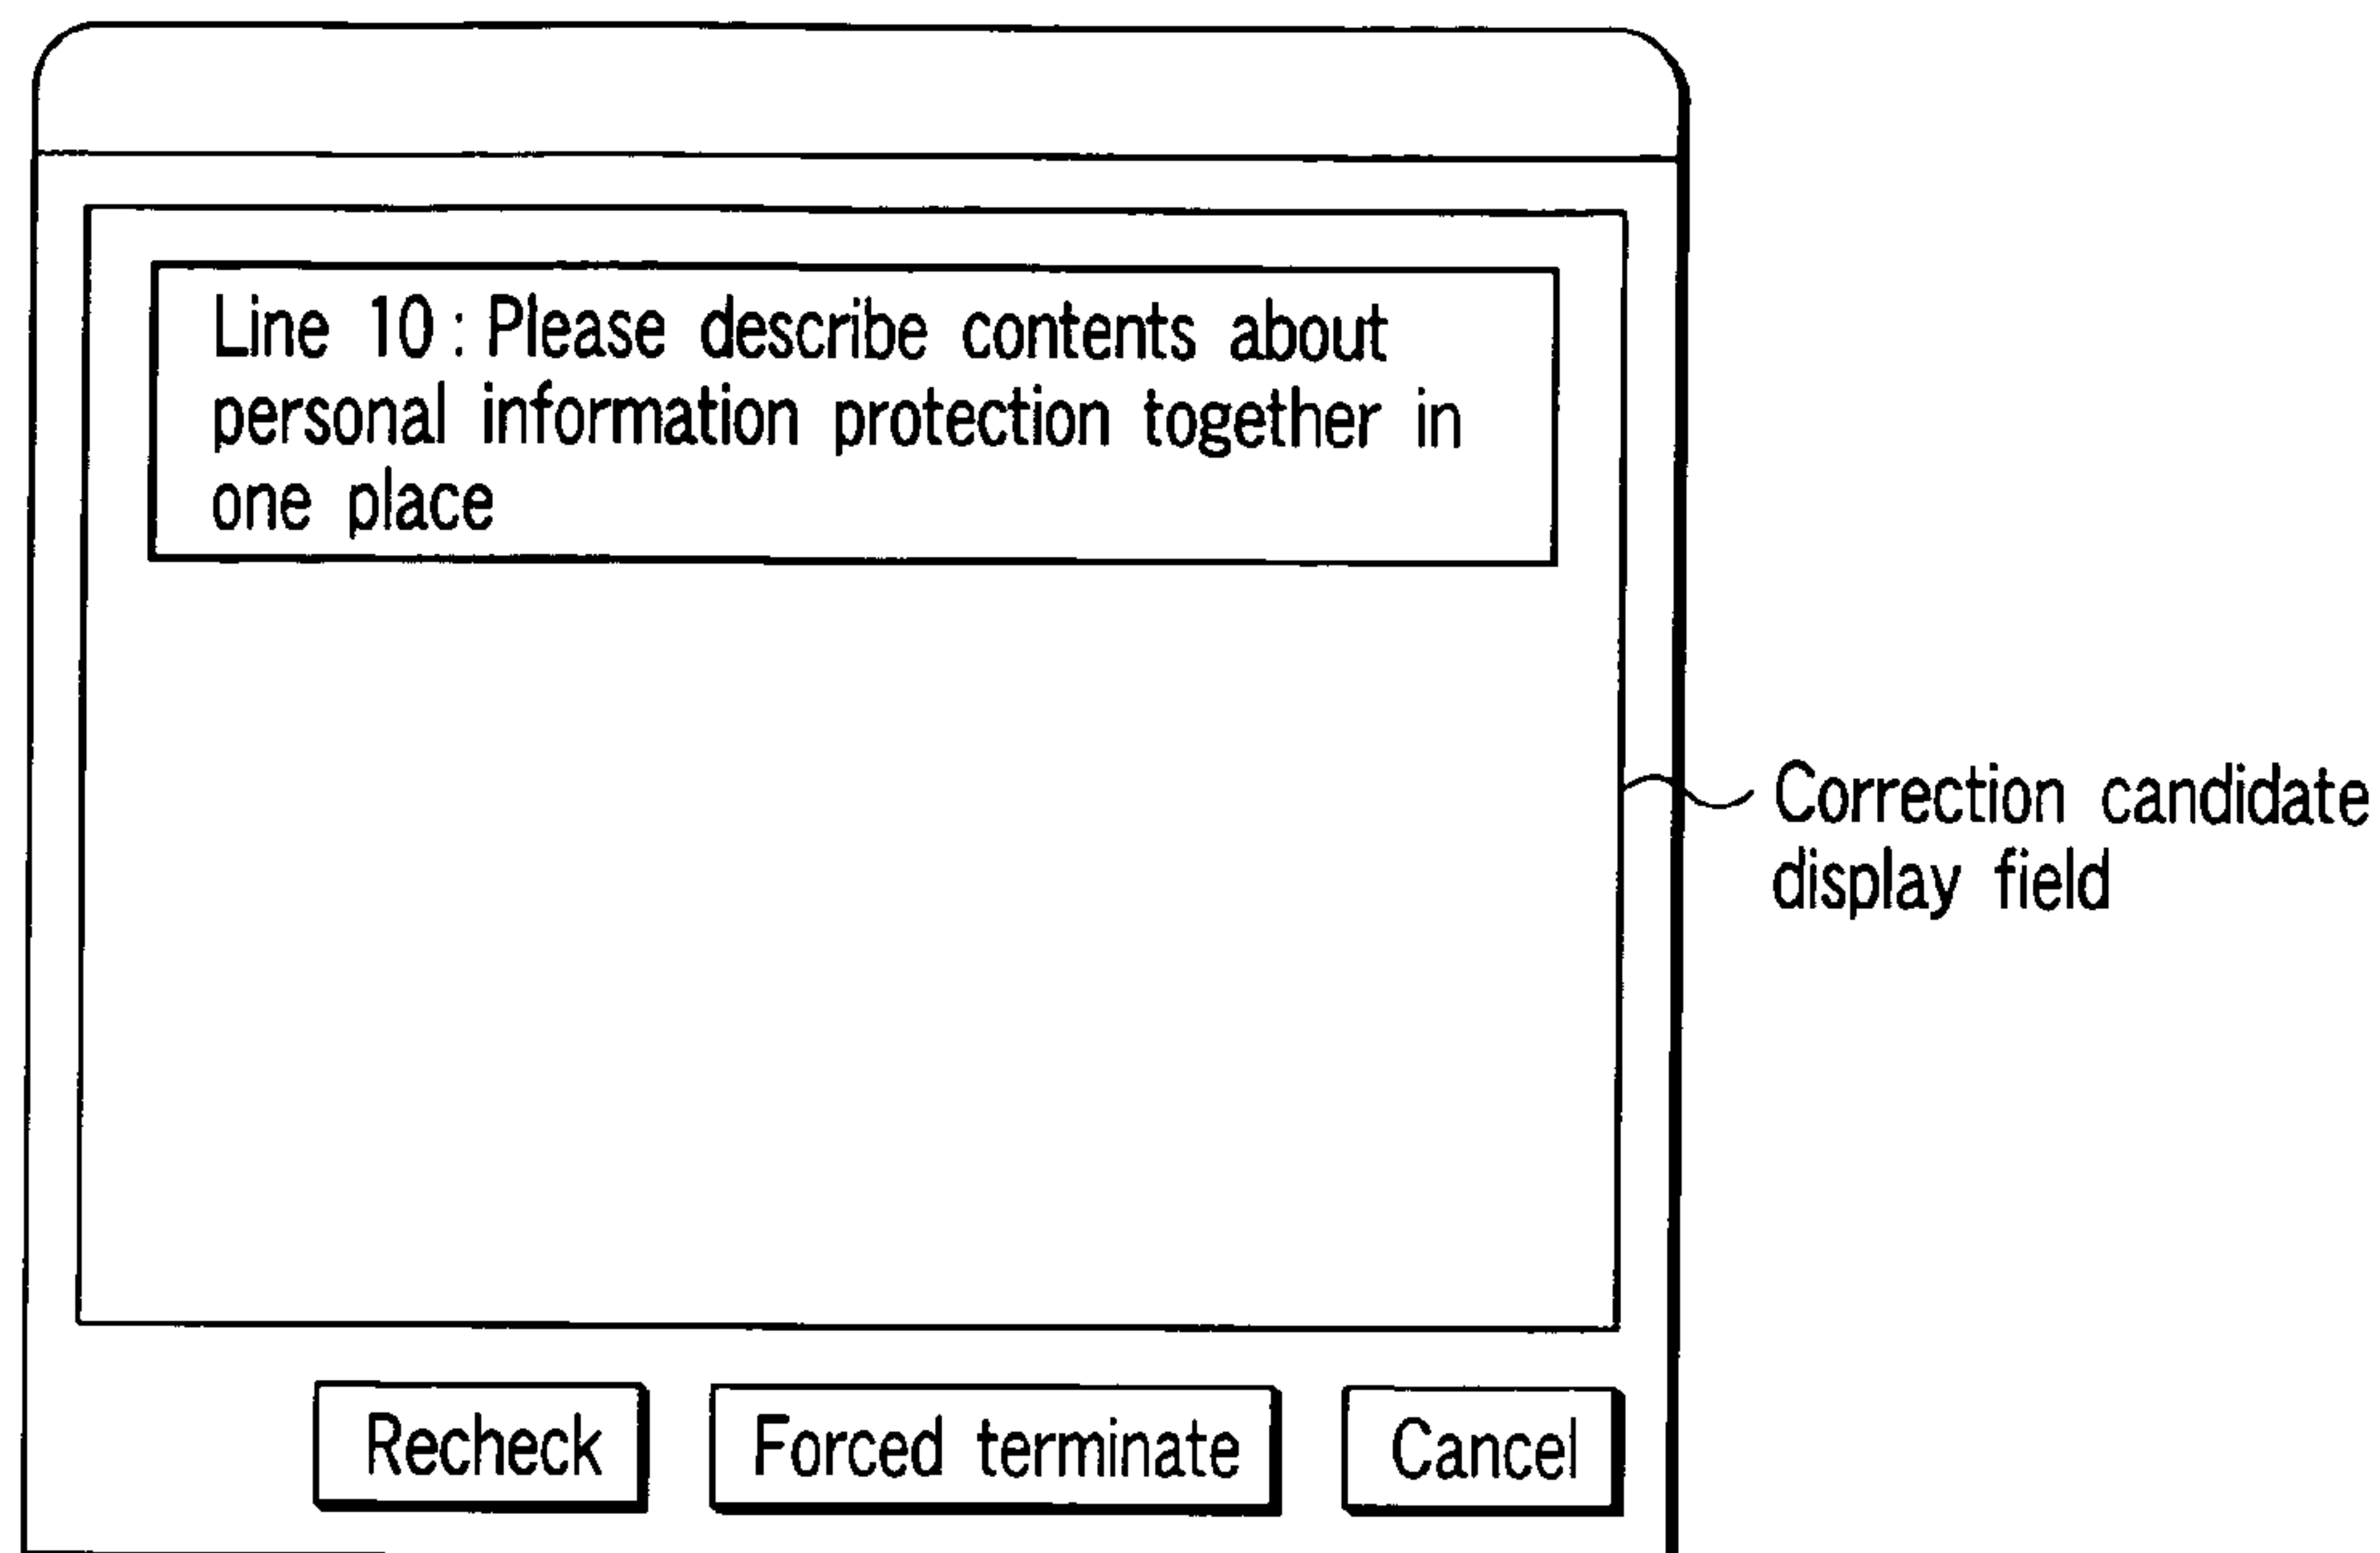 Line 10 : Please describe contents about
personal information protection together in
one place
Correction candidate
display field
Recheck Forced terminate Cancel